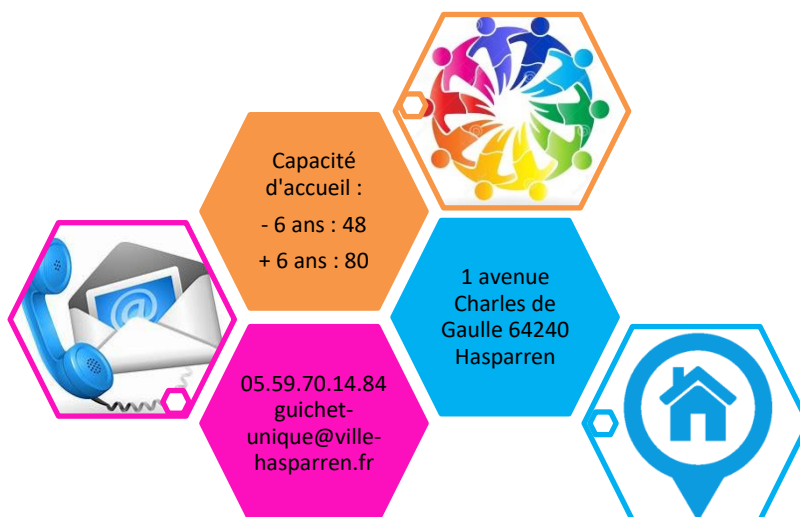 Capacité
d'accueil :
- 6 ans : 48
+ 6 ans : 80
1 avenue
Charles de
Gaulle 64240
Hasparren
05.59.70.14.84
guichet-
unique@ville-
hasparren.fr